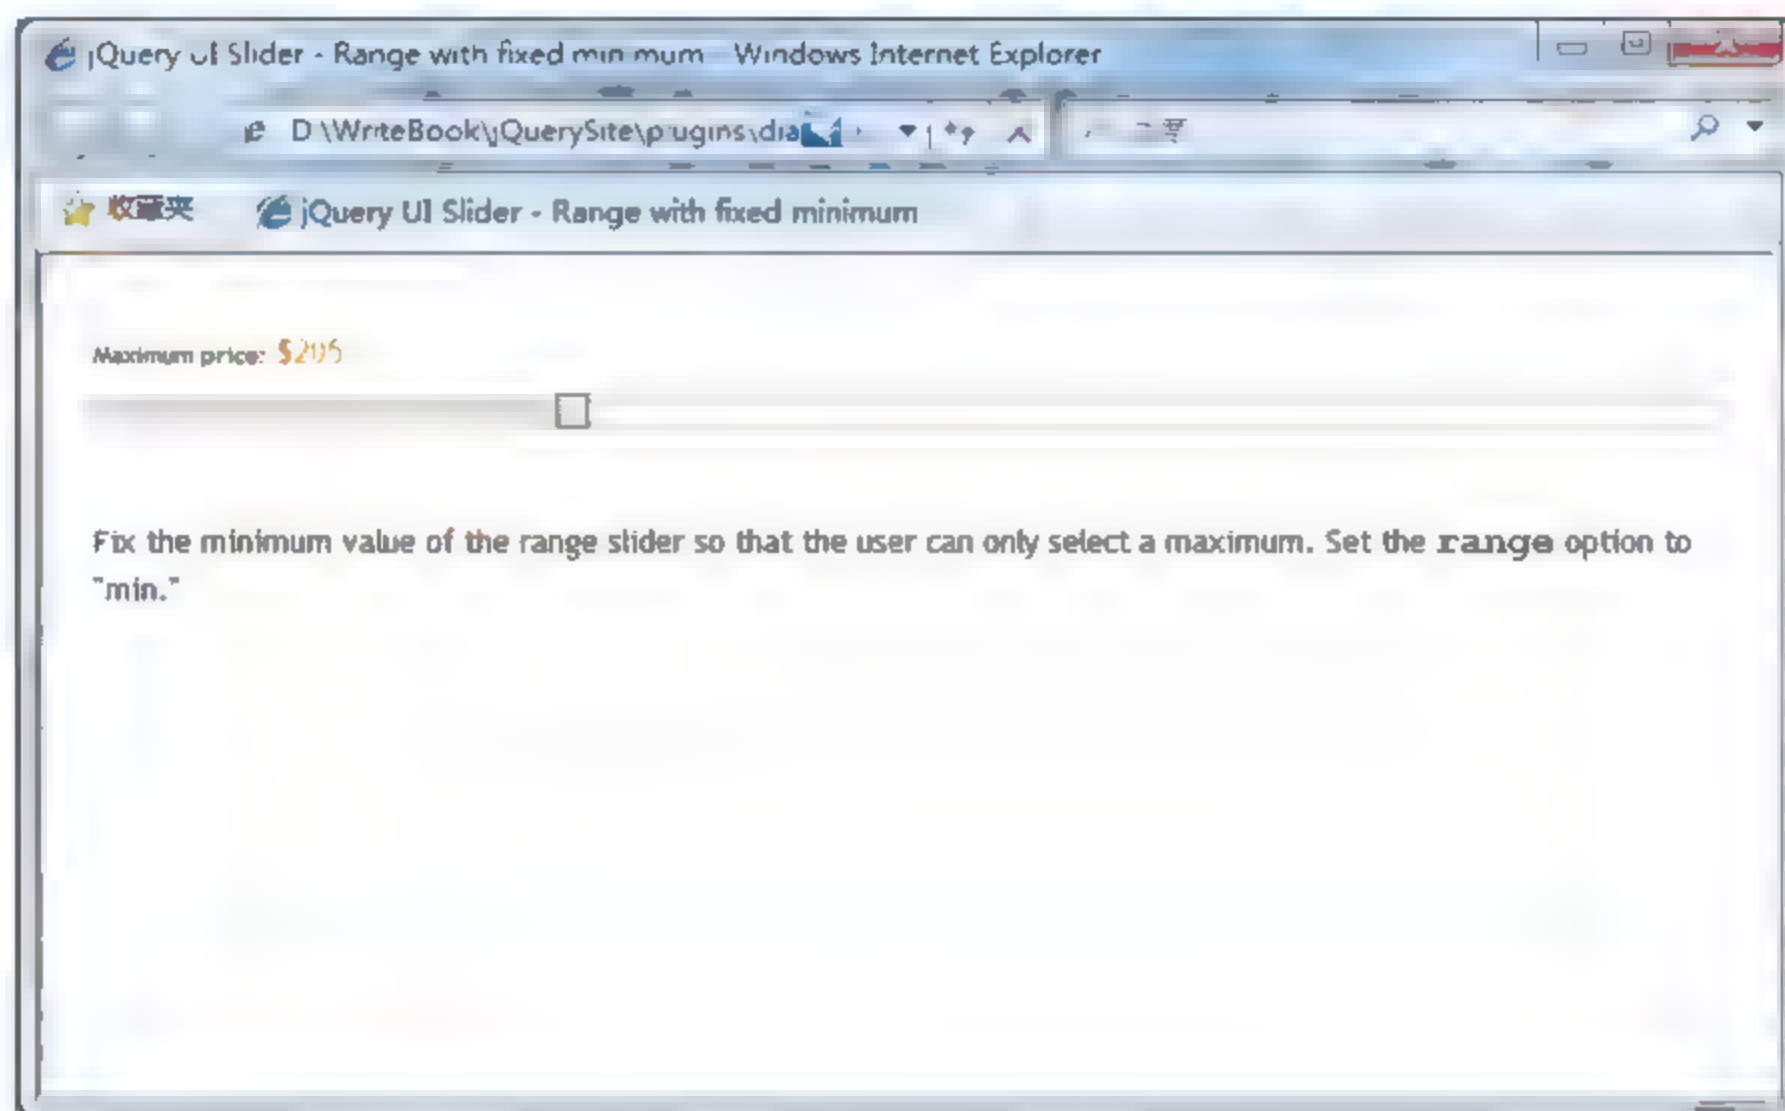 jQuery UI Slider - Range with fixed minimum - Windows Internet Explorer
D:\WriteBook\jQuerySite\plugins\dia
收藏夹 jQuery UI Slider - Range with fixed minimum
Maximum price: $205
Fix the minimum value of the range slider so that the user can only select a maximum. Set the range option to
"min."